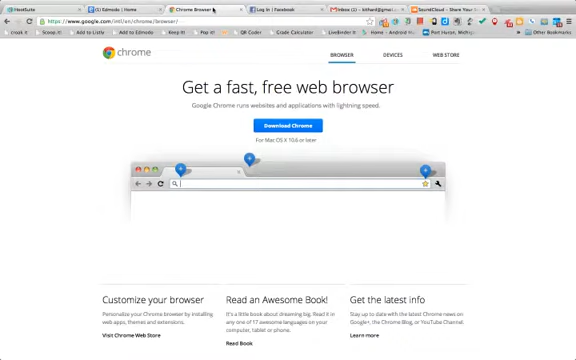 HootSuite
(1) Edmodo | Home
Chrome Browser
Log In | Facebook
SoundCloud - Share Your S
https://www.google.com/intl/en/chrome/browser/
Scoop.it!
Add to Listly
Add to Edmodo
Keep It!
Pop It!
QR Coder
Grade Calculator
LiveBinder It
Port Huron, Michiga
Other Bookmarks
chrome
BROWSER
DEVICES
WEB STORE
Get a fast, free web browser
Google Chrome runs websites and applications with lightning speed.
Download Chrome
For Mac OS X 10.6 or later
Customize your browser
Personalize your Chrome browser by installing
web apps, themes and extensions.
Visit Chrome Web Store
Read an Awesome Book!
It's a little book about dreaming big. Read it in
any one of 17 awesome languages on your
computer, tablet or phone.
Read Book
Get the latest info
Stay up to date with the latest Chrome news on
Google+, the Chrome Blog, or YouTube Channel.
Learn more